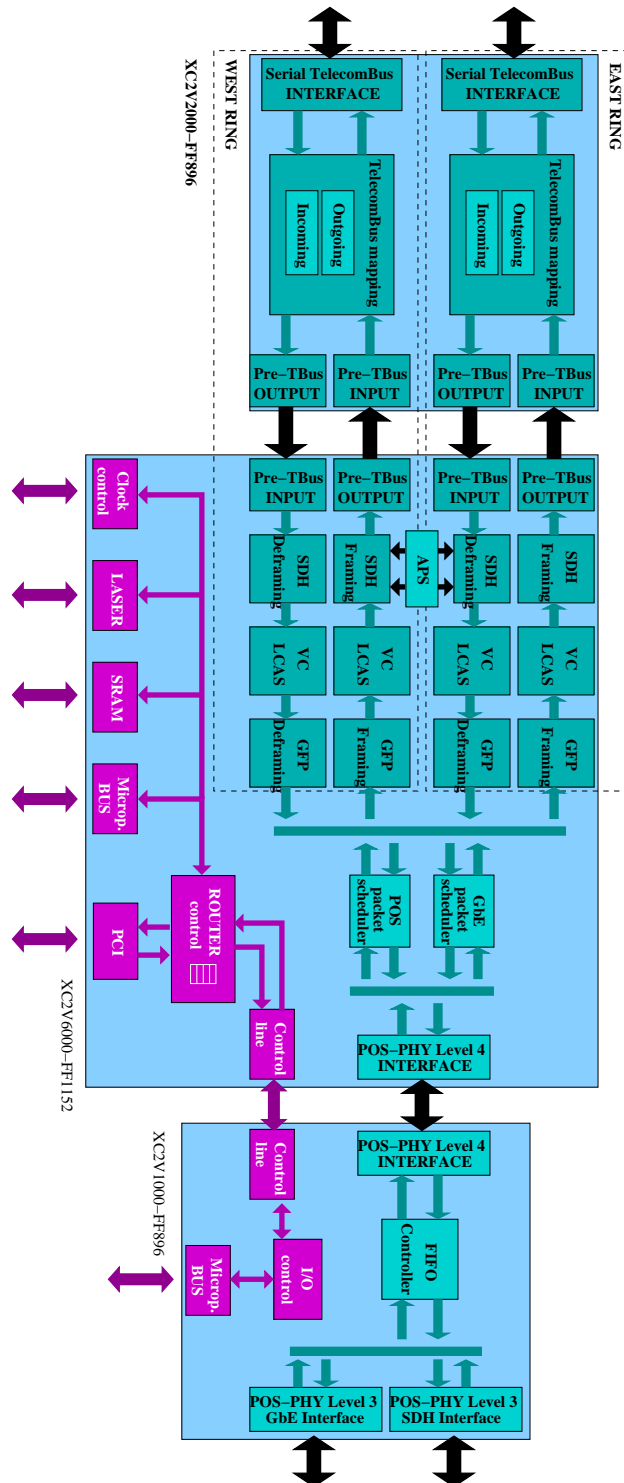 WEST RING
EAST RING
XC2V2000–FF896
Serial TelecomBus
INTERFACE
Serial TelecomBus
INTERFACE
TelecomBus mapping
Outgoing
Incoming
TelecomBus mapping
Outgoing
Incoming
Pre–TBus
OUTPUT
Pre–TBus
INPUT
Pre–TBus
OUTPUT
Pre–TBus
INPUT
Pre–TBus
INPUT
Pre–TBus
OUTPUT
Pre–TBus
INPUT
Pre–TBus
OUTPUT
SDH
Deframing
SDH
Framing
APS
SDH
Deframing
SDH
Framing
VC
LCAS
VC
LCAS
VC
LCAS
VC
LCAS
GFP
Deframing
GFP
Framing
GFP
Deframing
GFP
Framing
Clock
control
LASER
SRAM
Microp.
BUS
PCI
ROUTER
control
Control
line
POS
packet
scheduler
GbE
packet
scheduler
POS–PHY Level 4
INTERFACE
XC2V6000–FF1152
XC2V1000–FF896
Control
line
I/O
control
Microp.
BUS
POS–PHY Level 4
INTERFACE
FIFO
Controller
POS–PHY Level 3
GbE Interface
POS–PHY Level 3
SDH Interface